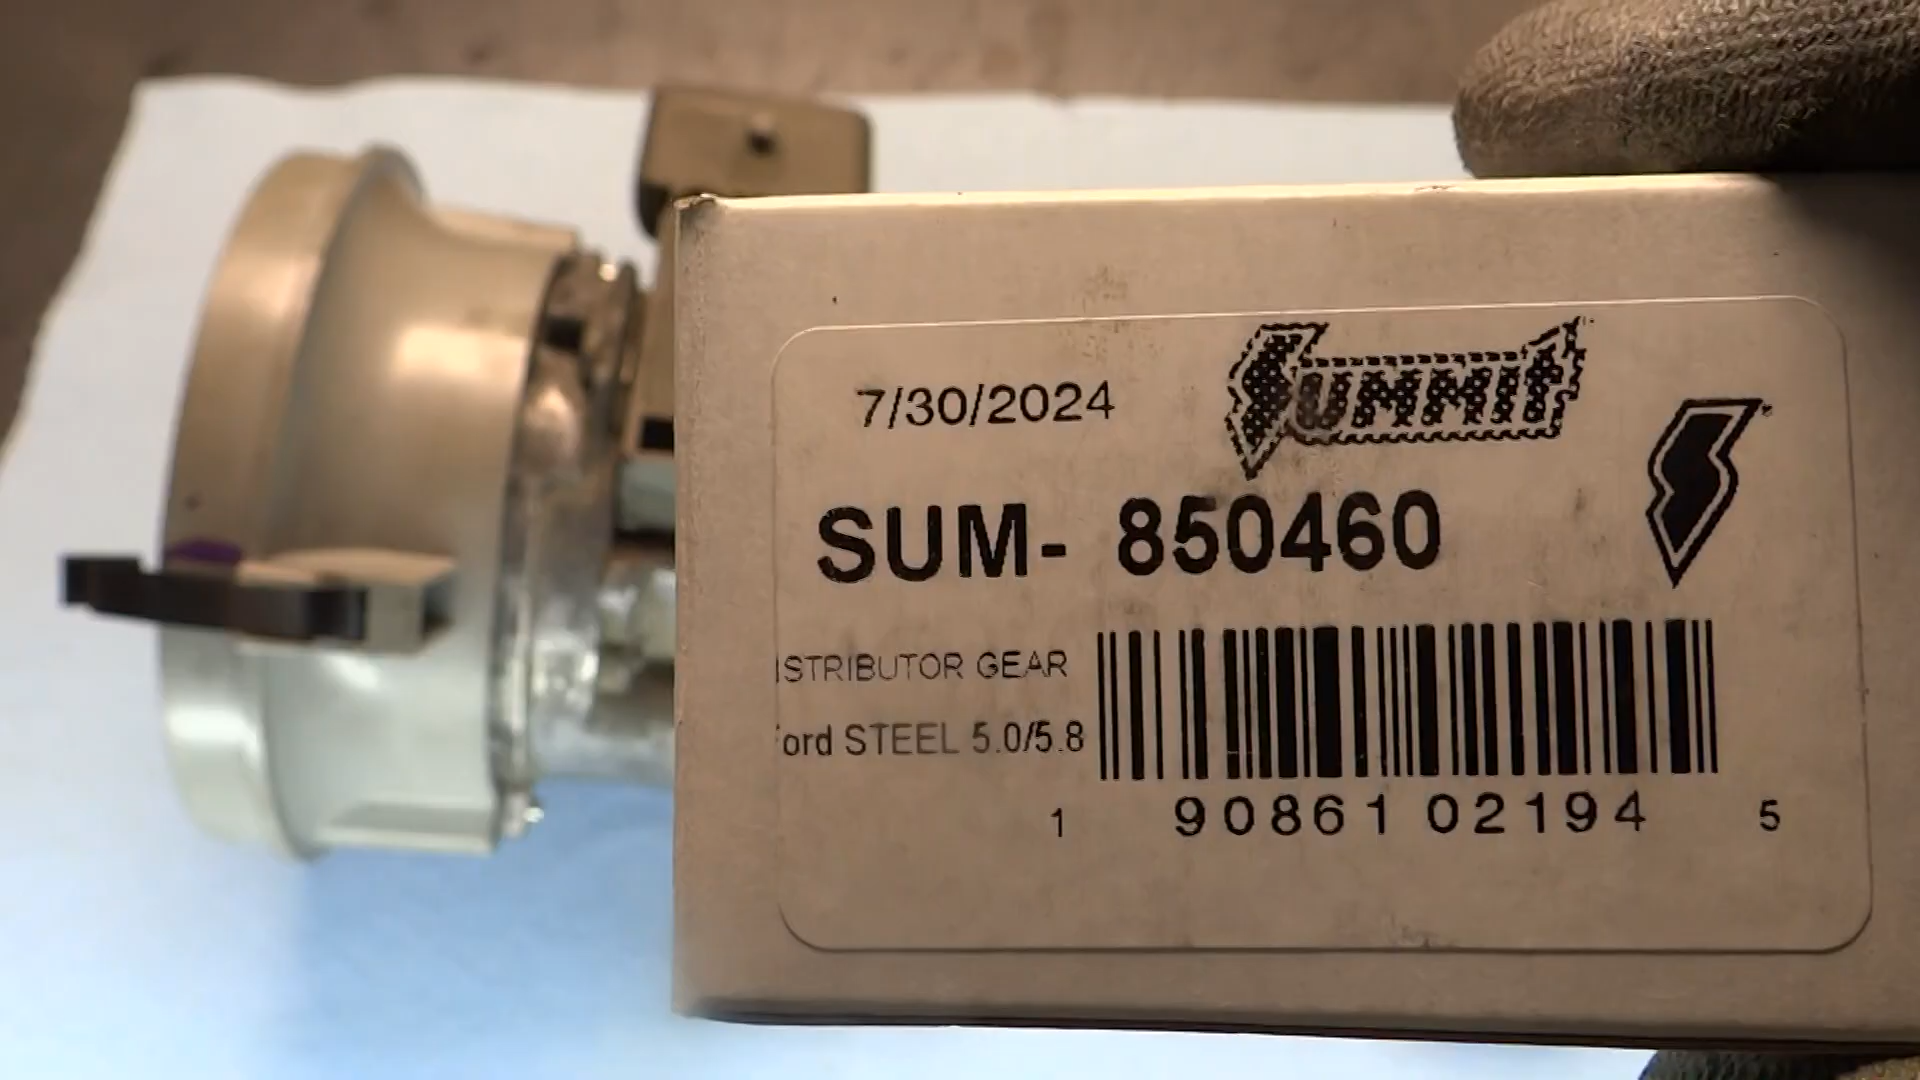 7/30/2024
SUMMIT
SUM- 850460
ISTRIBUTOR GEAR
ord STEEL 5.0/5.8
1 90861 02194 5